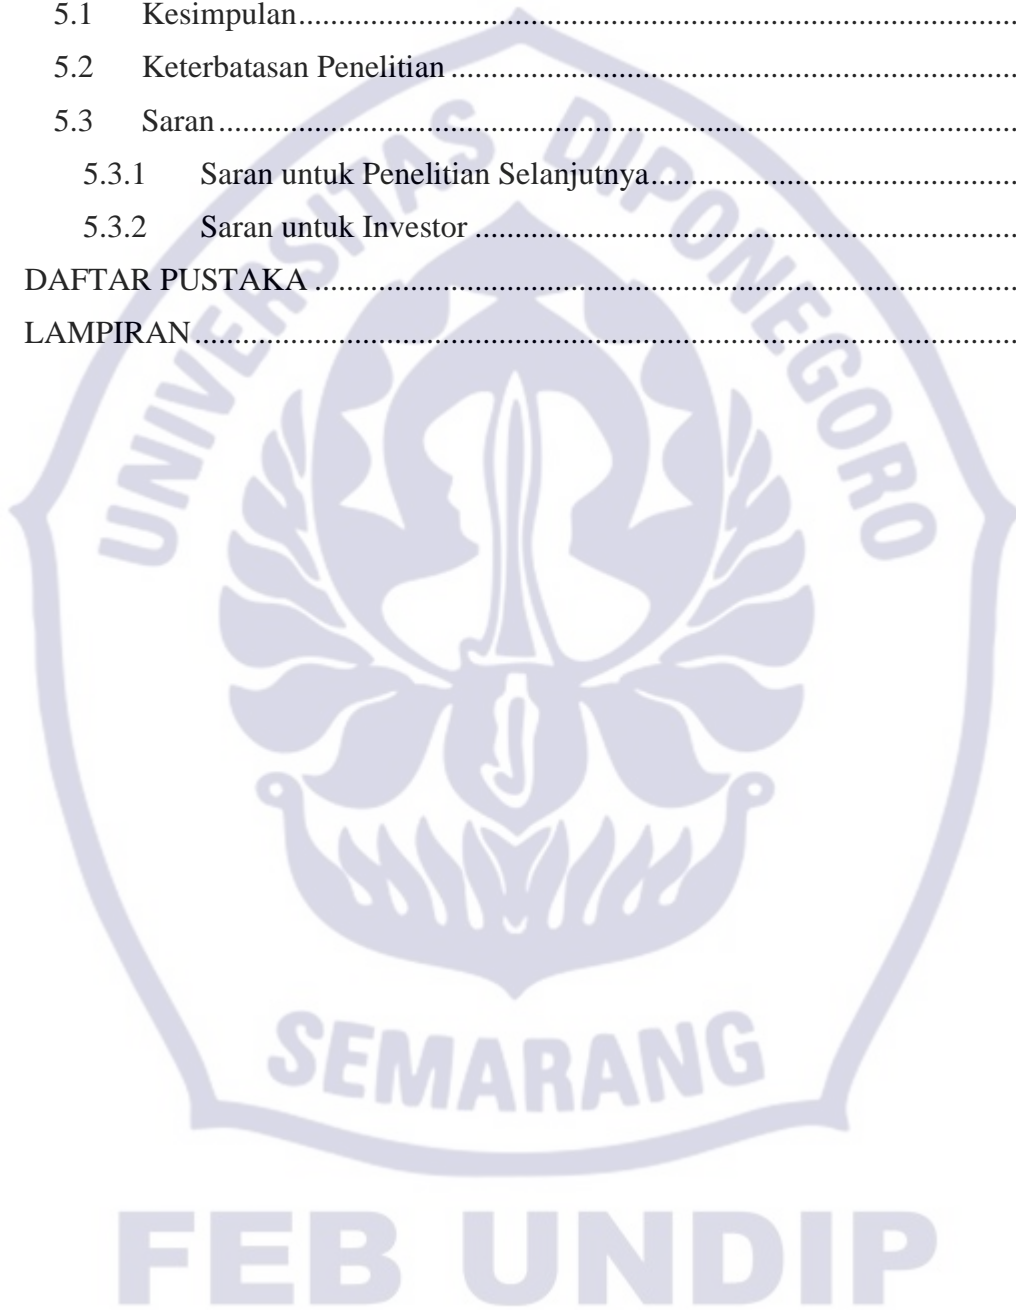 5.1 Kesimpulan....................................................................................
5.2 Keterbatasan Penelitian ....................................................................
5.3 Saran..............................................................................................
5.3.1 Saran untuk Penelitian Selanjutnya..............................................
5.3.2 Saran untuk Investor ...................................................................
DAFTAR PUSTAKA .......................................................................................
LAMPIRAN......................................................................................................
UNIVERSITAS DIPONEGORO
SEMARANG
FEB UNDIP